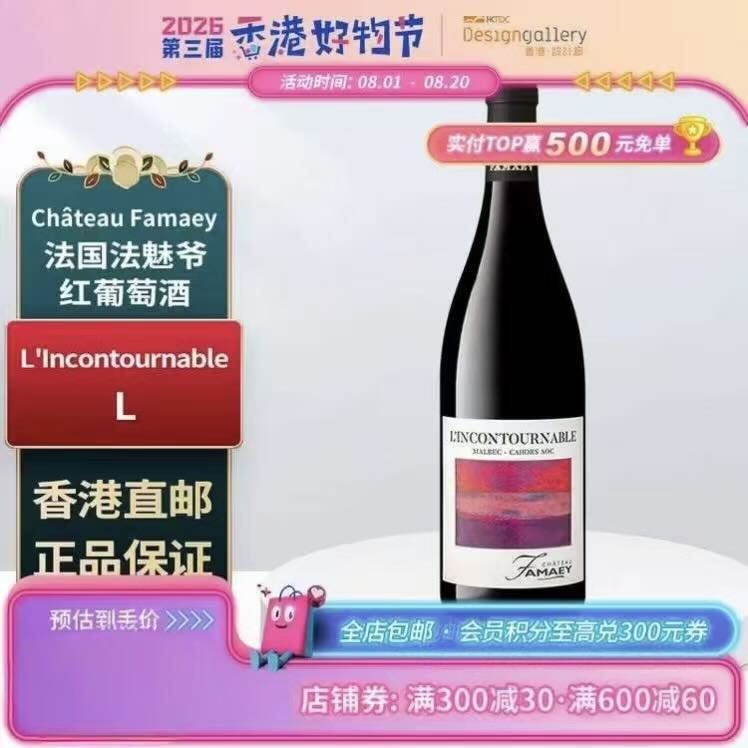 2026
第三届
香港好物节
HKTDC
Designgallery
香港·設計廊
活动时间: 08.01 - 08.20
实付TOP赢500元免单
FAMAEY
Château Famaey
法国法魅爷
红葡萄酒
L'Incontournable
L
香港直邮
正品保证
L'INCONTOURNABLE
MALBEC - CAHORS AOC
CHÂTEAU
FAMAEY
预估到手价 >>>>
全店包邮 · 会员积分至高兑300元券
店铺券: 满300减30·满600减60